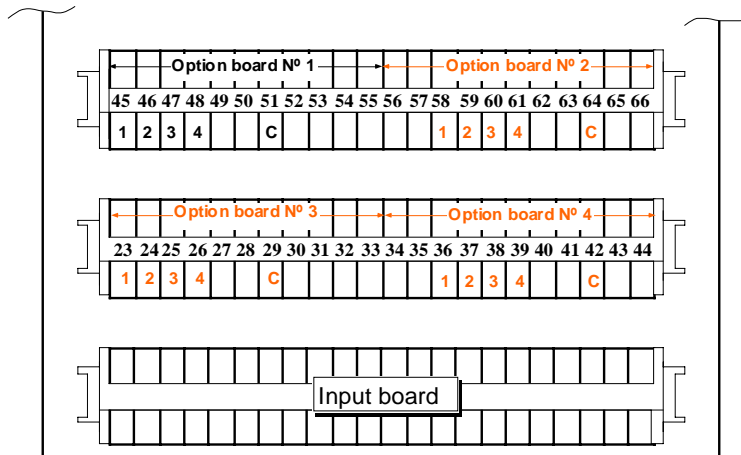 Option board Nº 1 Option board Nº 2
45 46 47 48 49 50 51 52 53 54 55 56 57 58 59 60 61 62 63 64 65 66
1 2 3 4 C 1 2 3 4 C
Option board Nº 3 Option board Nº 4
23 24 25 26 27 28 29 30 31 32 33 34 35 36 37 38 39 40 41 42 43 44
1 2 3 4 C 1 2 3 4 C
Input board